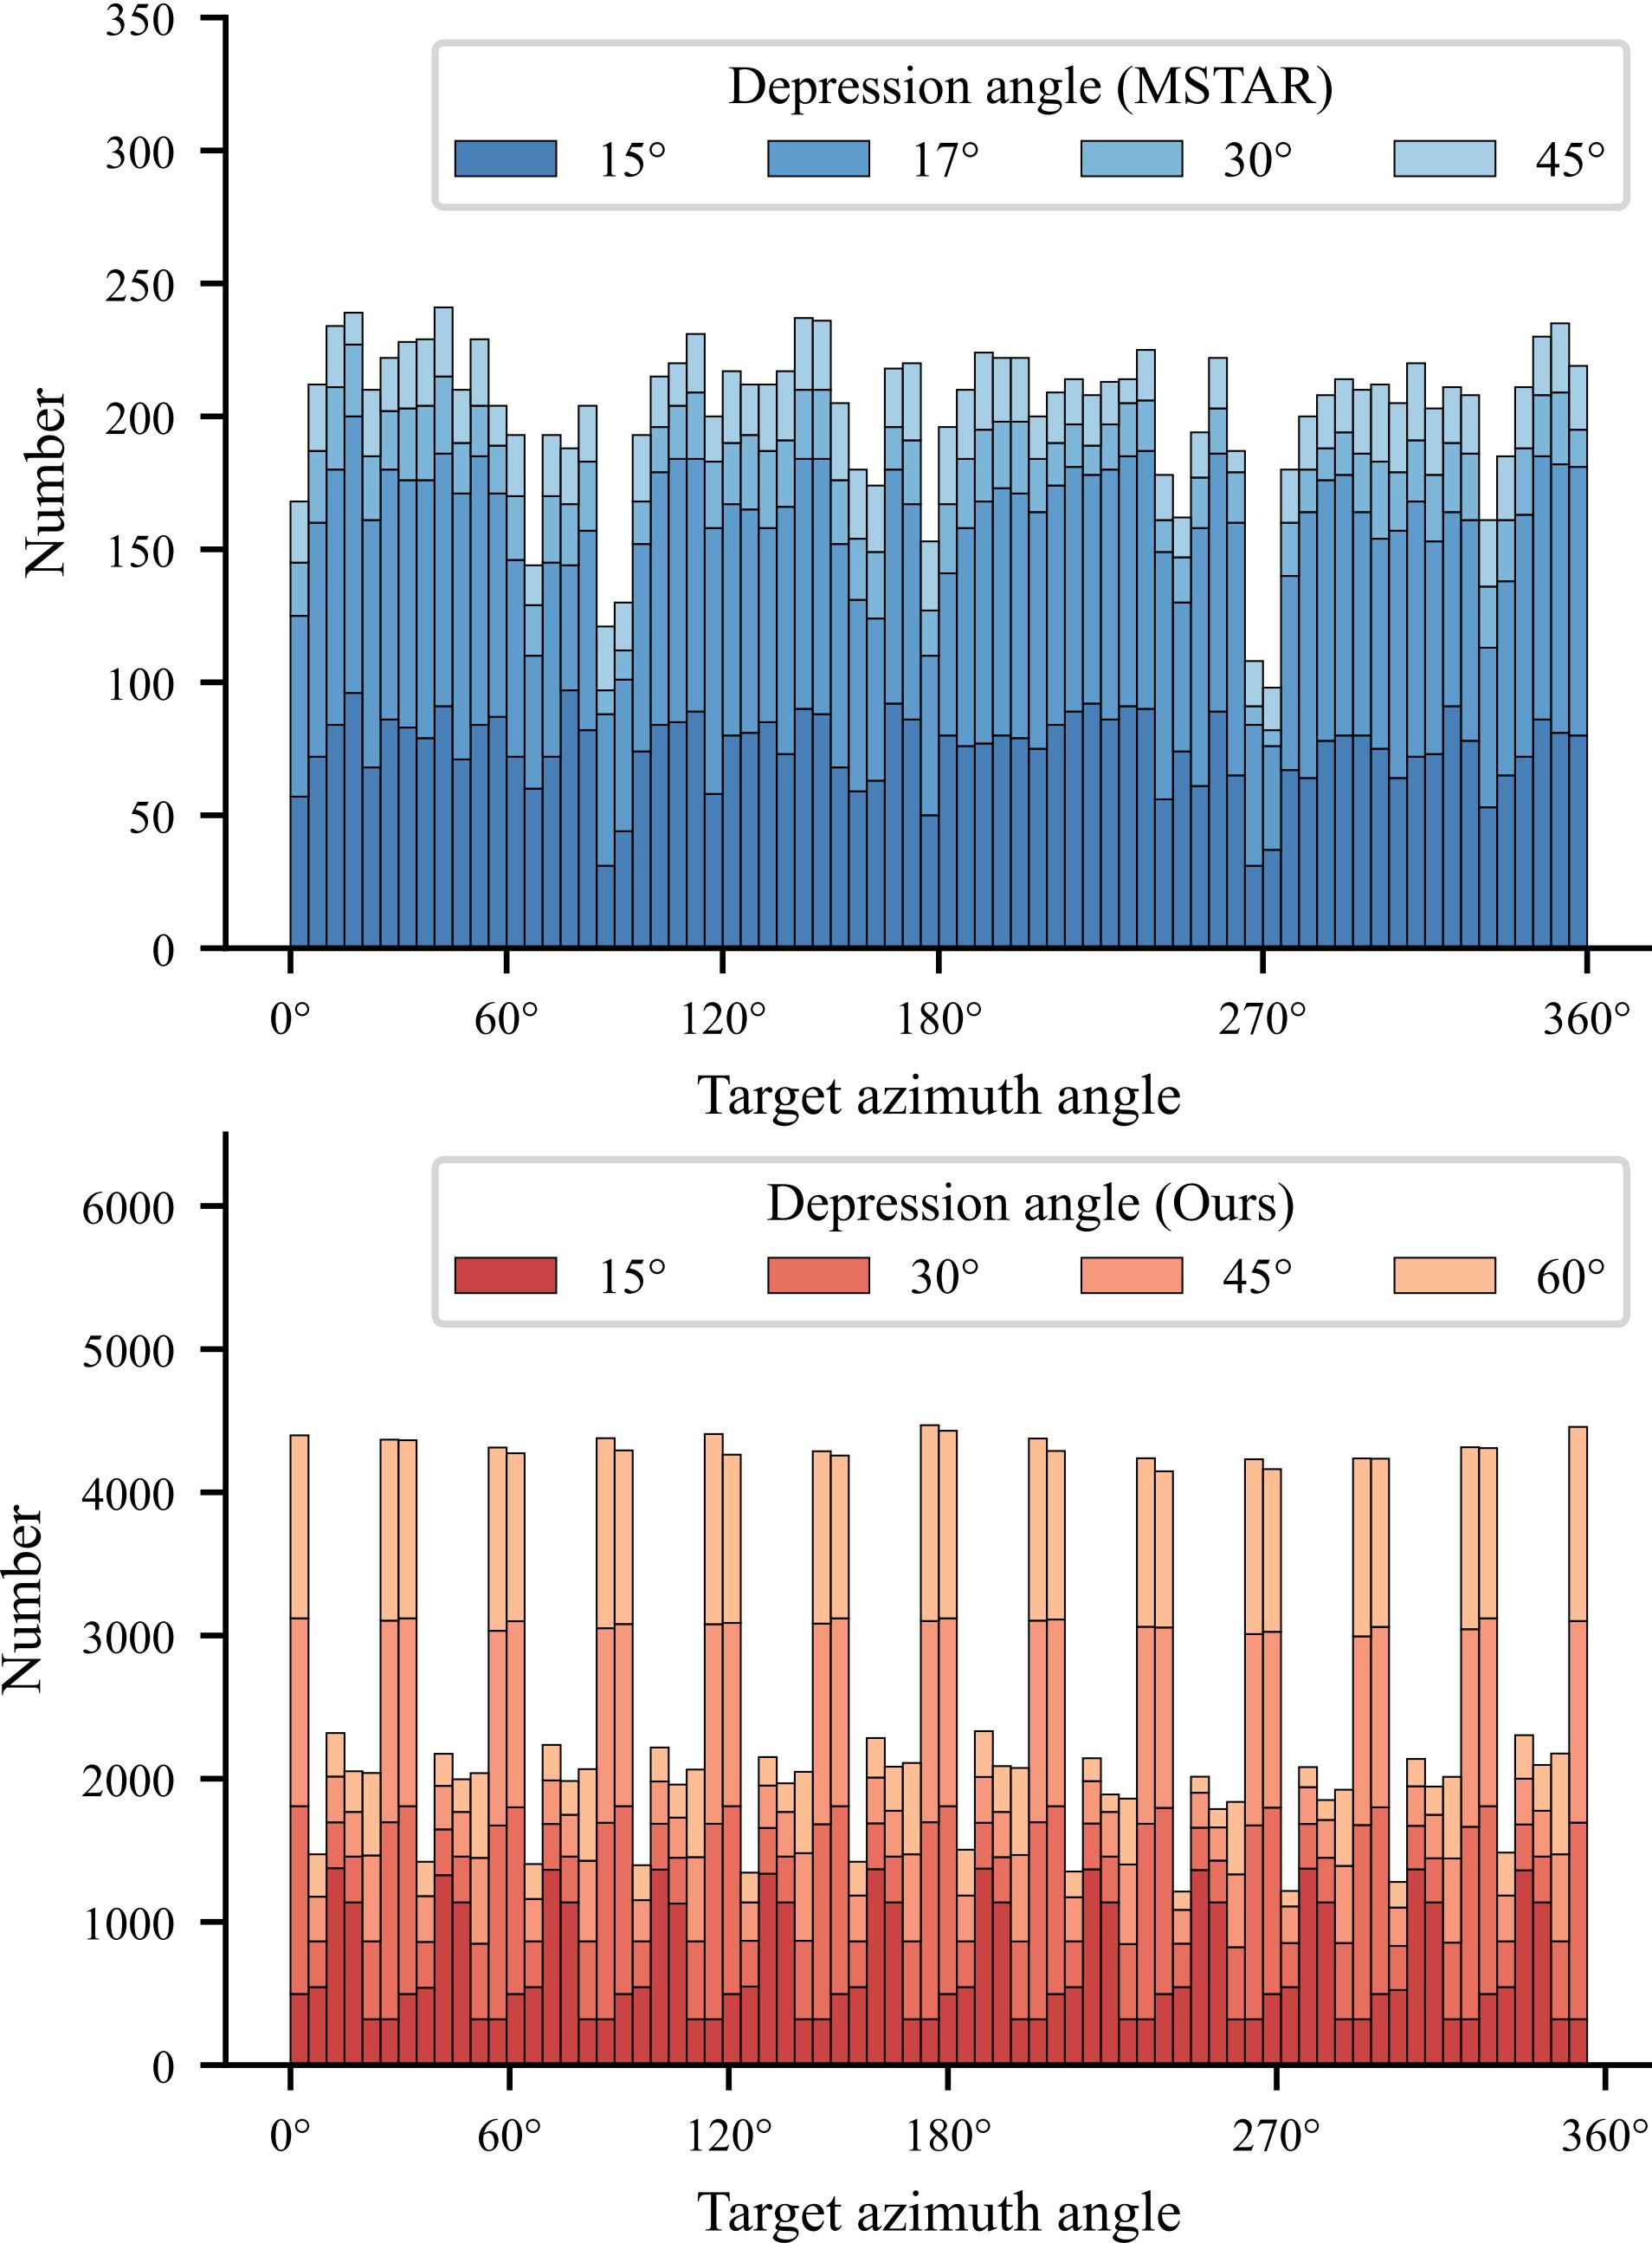 350
Depression angle (MSTAR)
15° 17° 30° 45°
300
250
200
150
100
50
0
Number
0° 60° 120° 180° 270° 360°
Target azimuth angle
Depression angle (Ours)
15° 30° 45° 60°
6000
5000
4000
3000
2000
1000
0
Number
0° 60° 120° 180° 270° 360°
Target azimuth angle